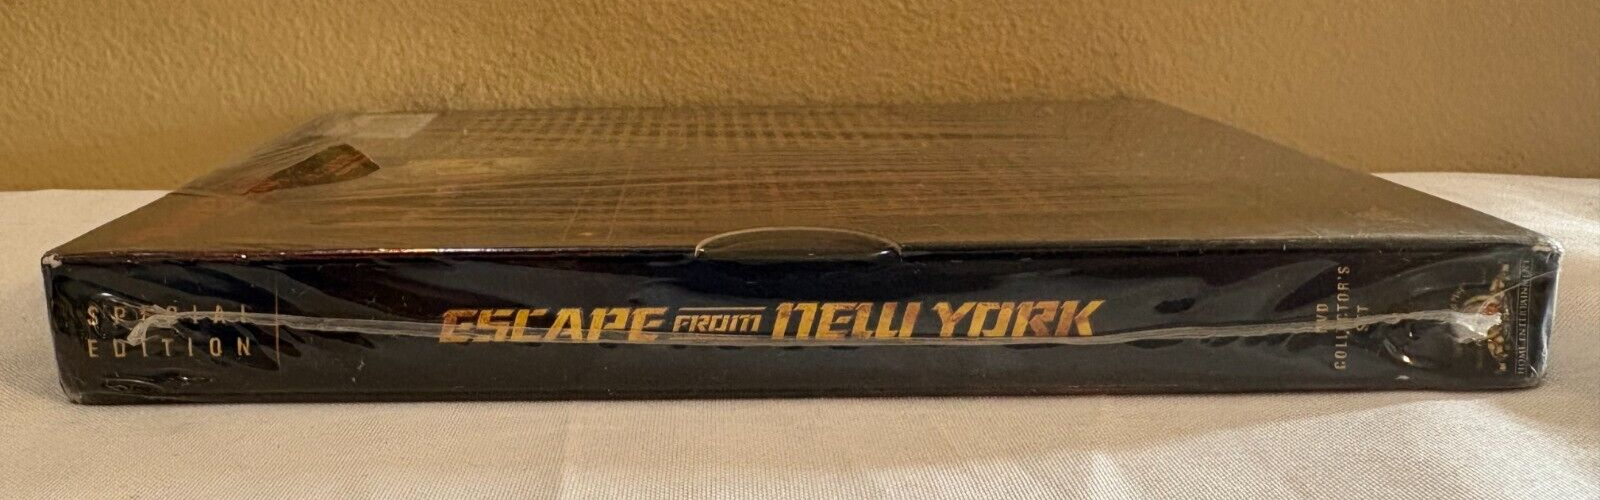 SPECIAL
EDITION
ESCAPE FROM NEW YORK
DVD
COLLECTOR'S
SET
HOME ENTERTAINMENT